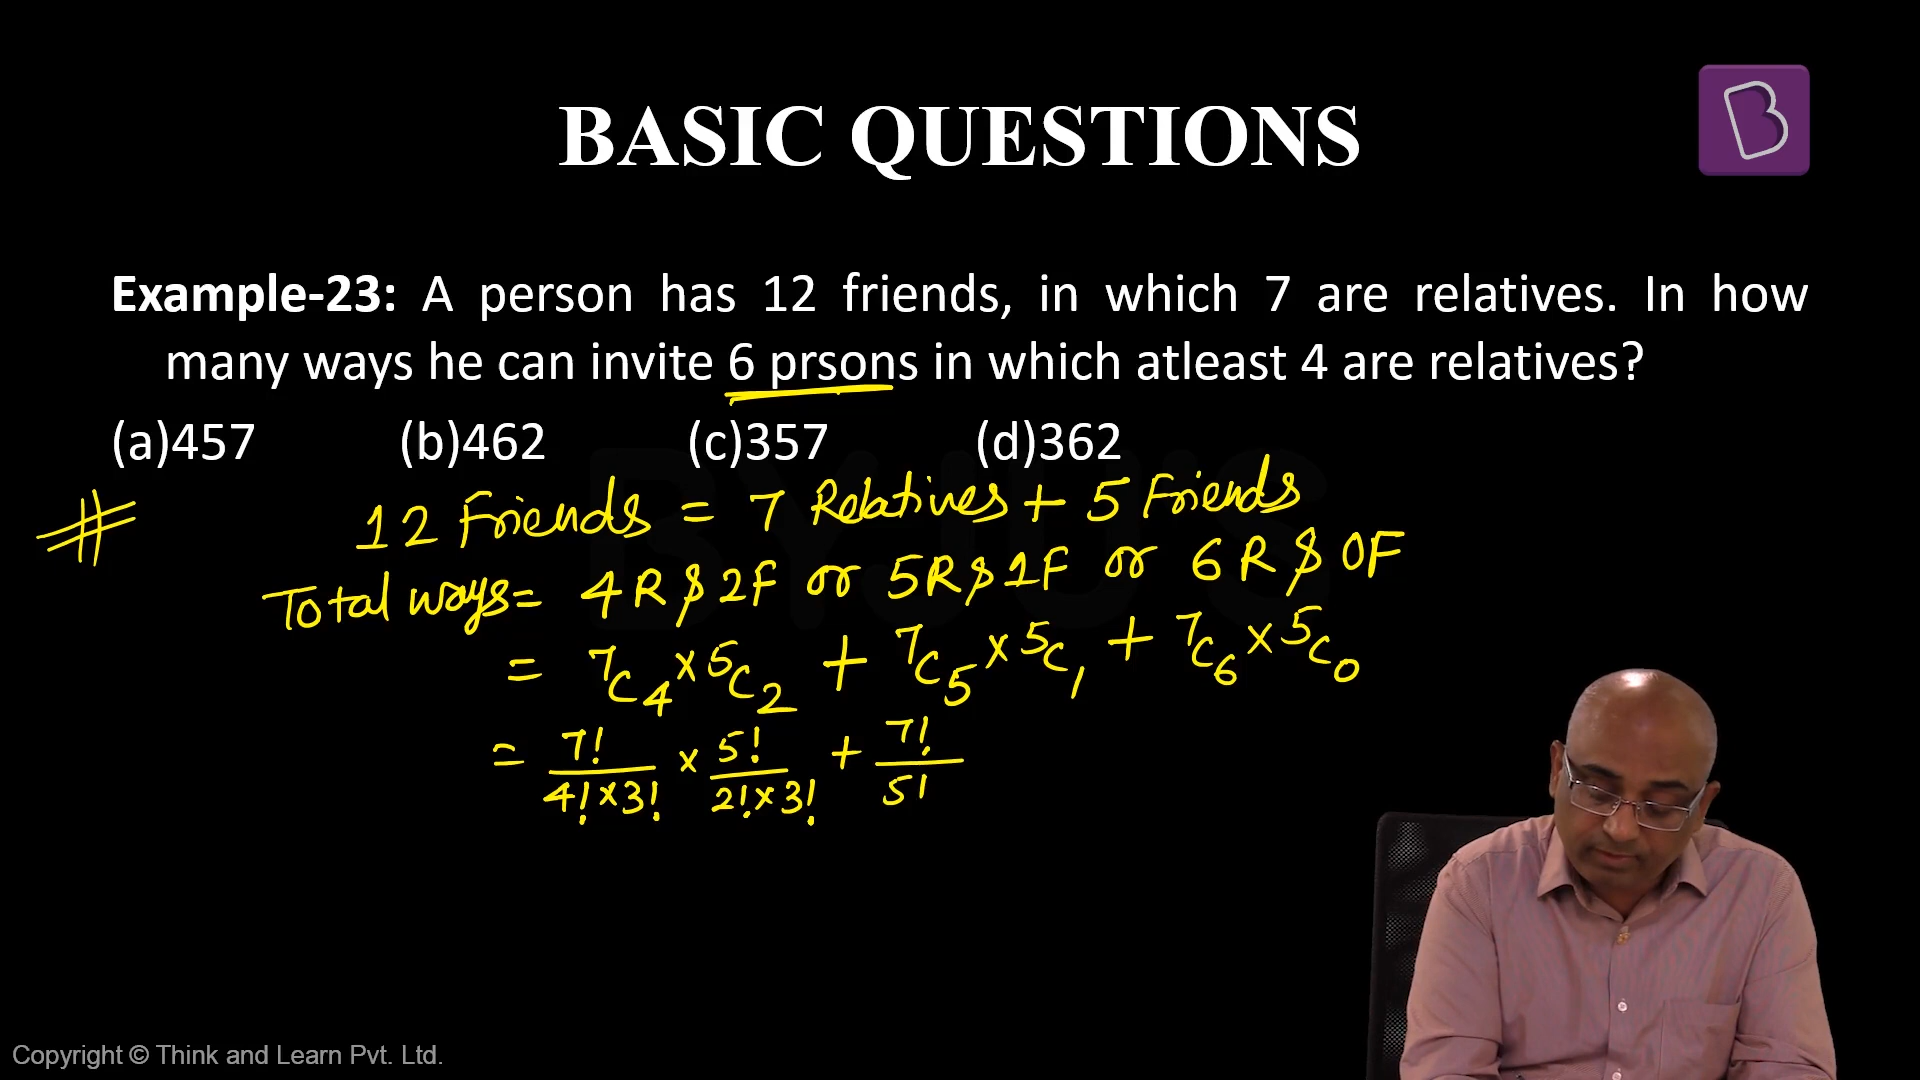 BASIC QUESTIONS
B
Example-23: A person has 12 friends, in which 7 are relatives. In how
many ways he can invite 6 prsons in which atleast 4 are relatives?
(a)457 (b)462 (c)357 (d)362
12 Friends = 7 Relatives + 5 Friends
Total ways = 4 R & 2F or 5R & 1F or 6 R & 0F
= 7C4 × 5C2 + 7C5 × 5C1 + 7C6 × 5C0
= 7!/4!×3! × 5!/2!×3! + 7!/5!
BYJU'S
Copyright © Think and Learn Pvt. Ltd.